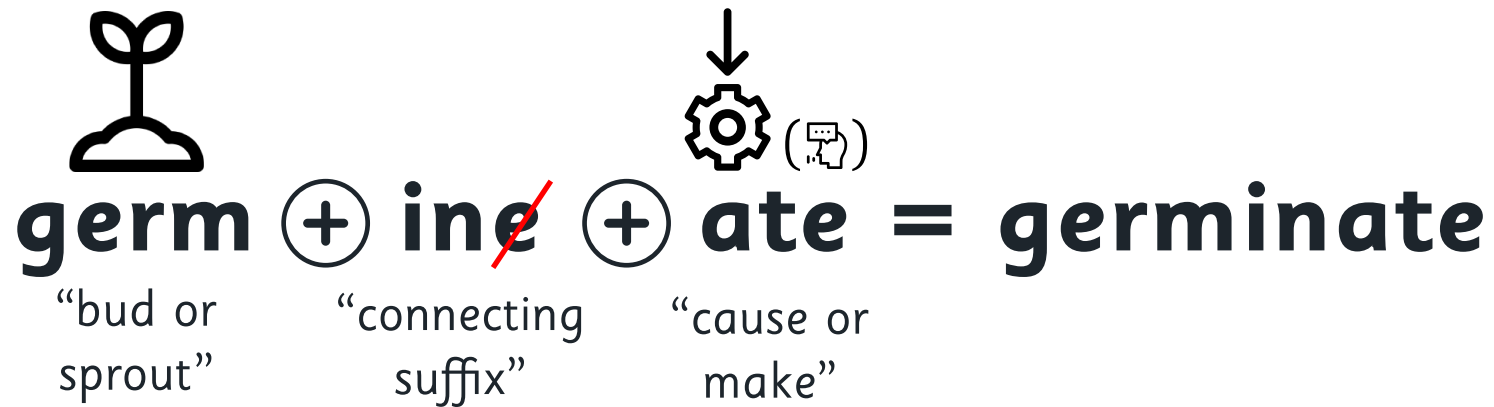 germ + ine + ate = germinate
“bud or
sprout”
“connecting
suffix”
“cause or
make”